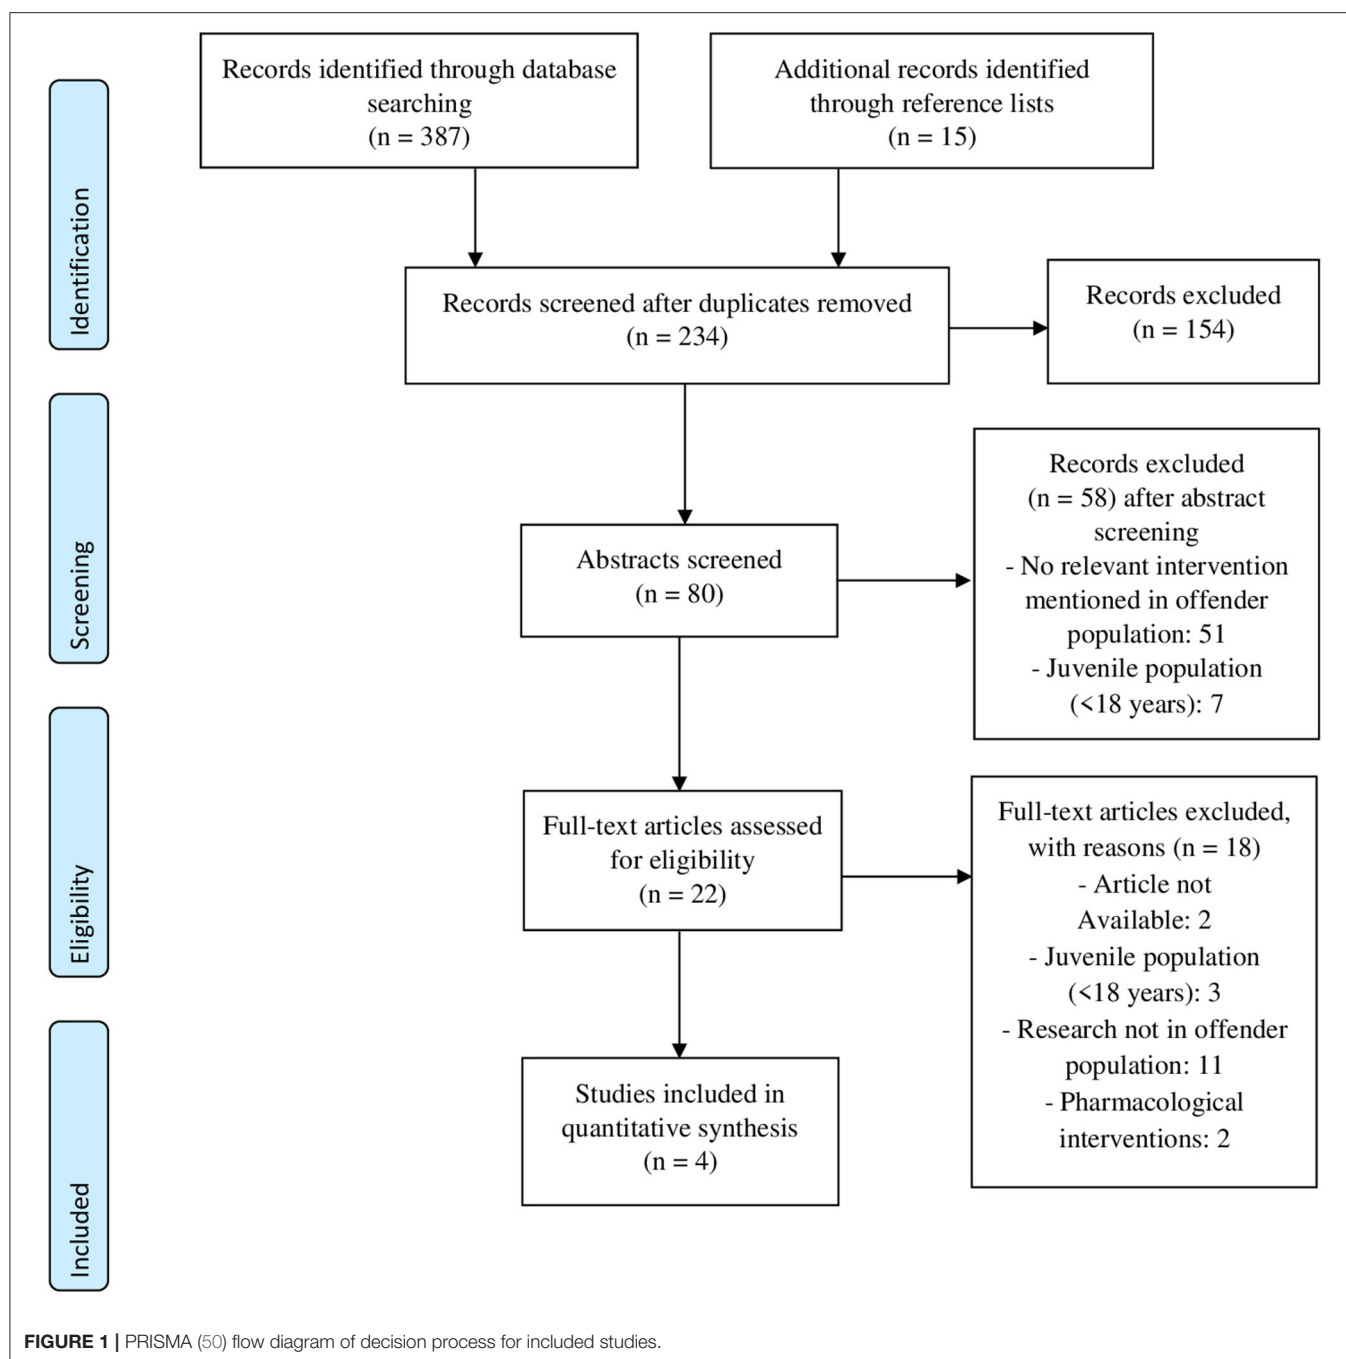 Records identified through database
searching
(n = 387)
Additional records identified
through reference lists
(n = 15)
Identification
Records screened after duplicates removed
(n = 234)
Records excluded
(n = 154)
Screening
Abstracts screened
(n = 80)
Records excluded
(n = 58) after abstract
screening
- No relevant intervention
mentioned in offender
population: 51
- Juvenile population
(<18 years): 7
Eligibility
Full-text articles assessed
for eligibility
(n = 22)
Full-text articles excluded,
with reasons (n = 18)
- Article not
Available: 2
- Juvenile population
(<18 years): 3
- Research not in offender
population: 11
- Pharmacological
interventions: 2
Included
Studies included in
quantitative synthesis
(n = 4)
FIGURE 1 | PRISMA (50) flow diagram of decision process for included studies.